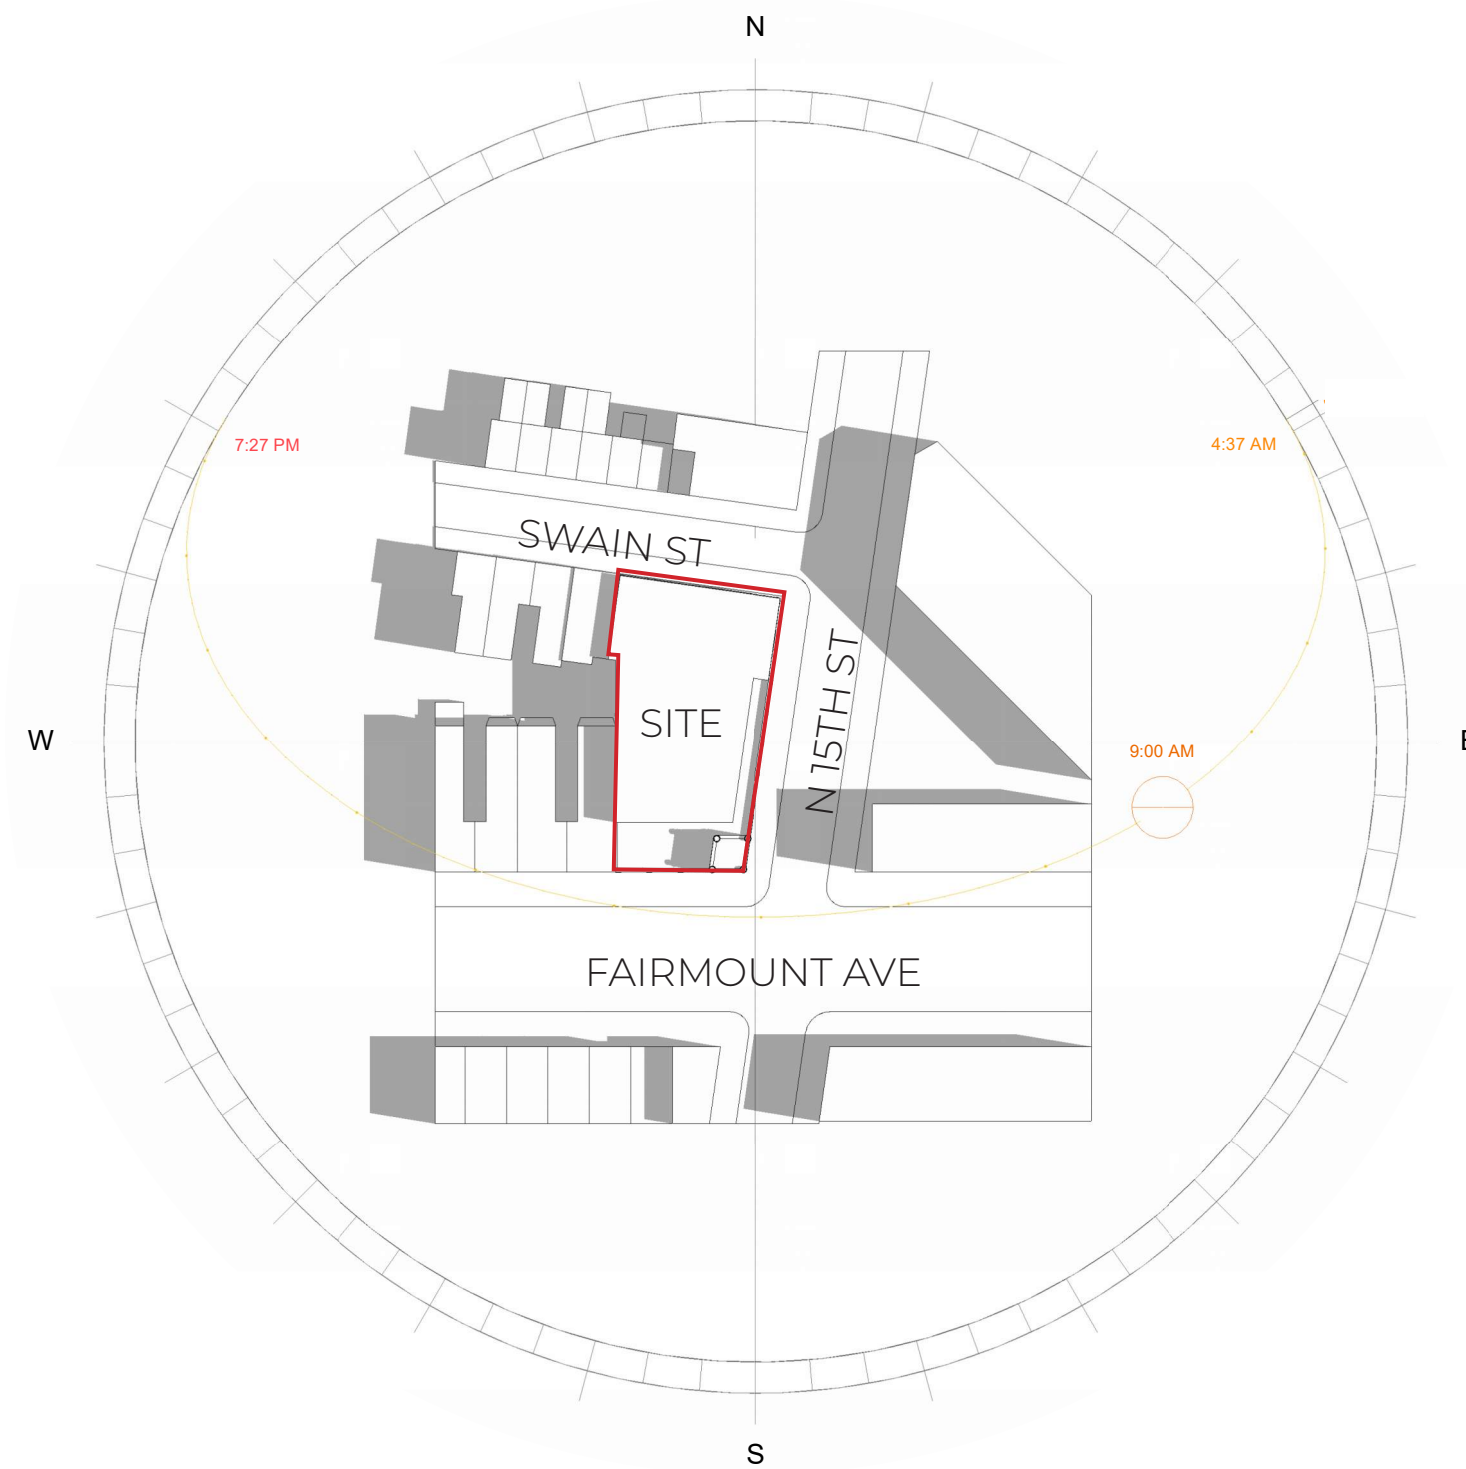 N
7:27 PM
4:37 AM
SWAIN ST
N 15TH ST
SITE
W
9:00 AM
FAIRMOUNT AVE
S